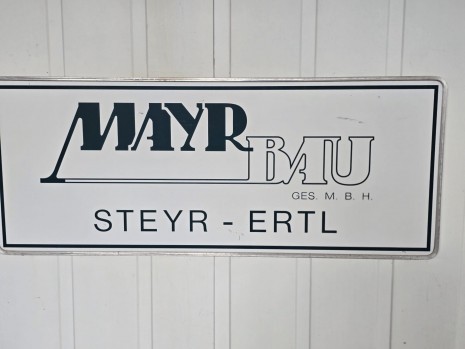 MAYR
BAU
GES. M. B. H.
STEYR - ERTL